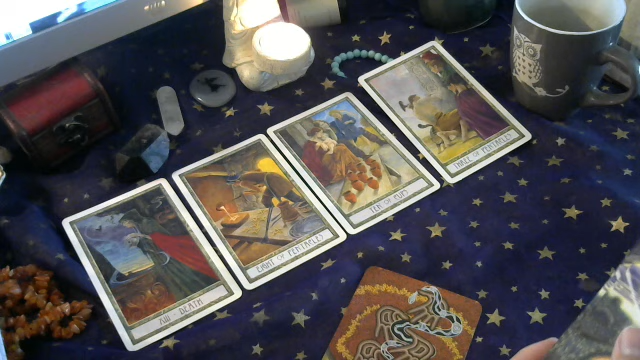 XIII DEATH
EIGHT OF PENTACLES
TEN OF CUPS
THREE OF PENTACLES